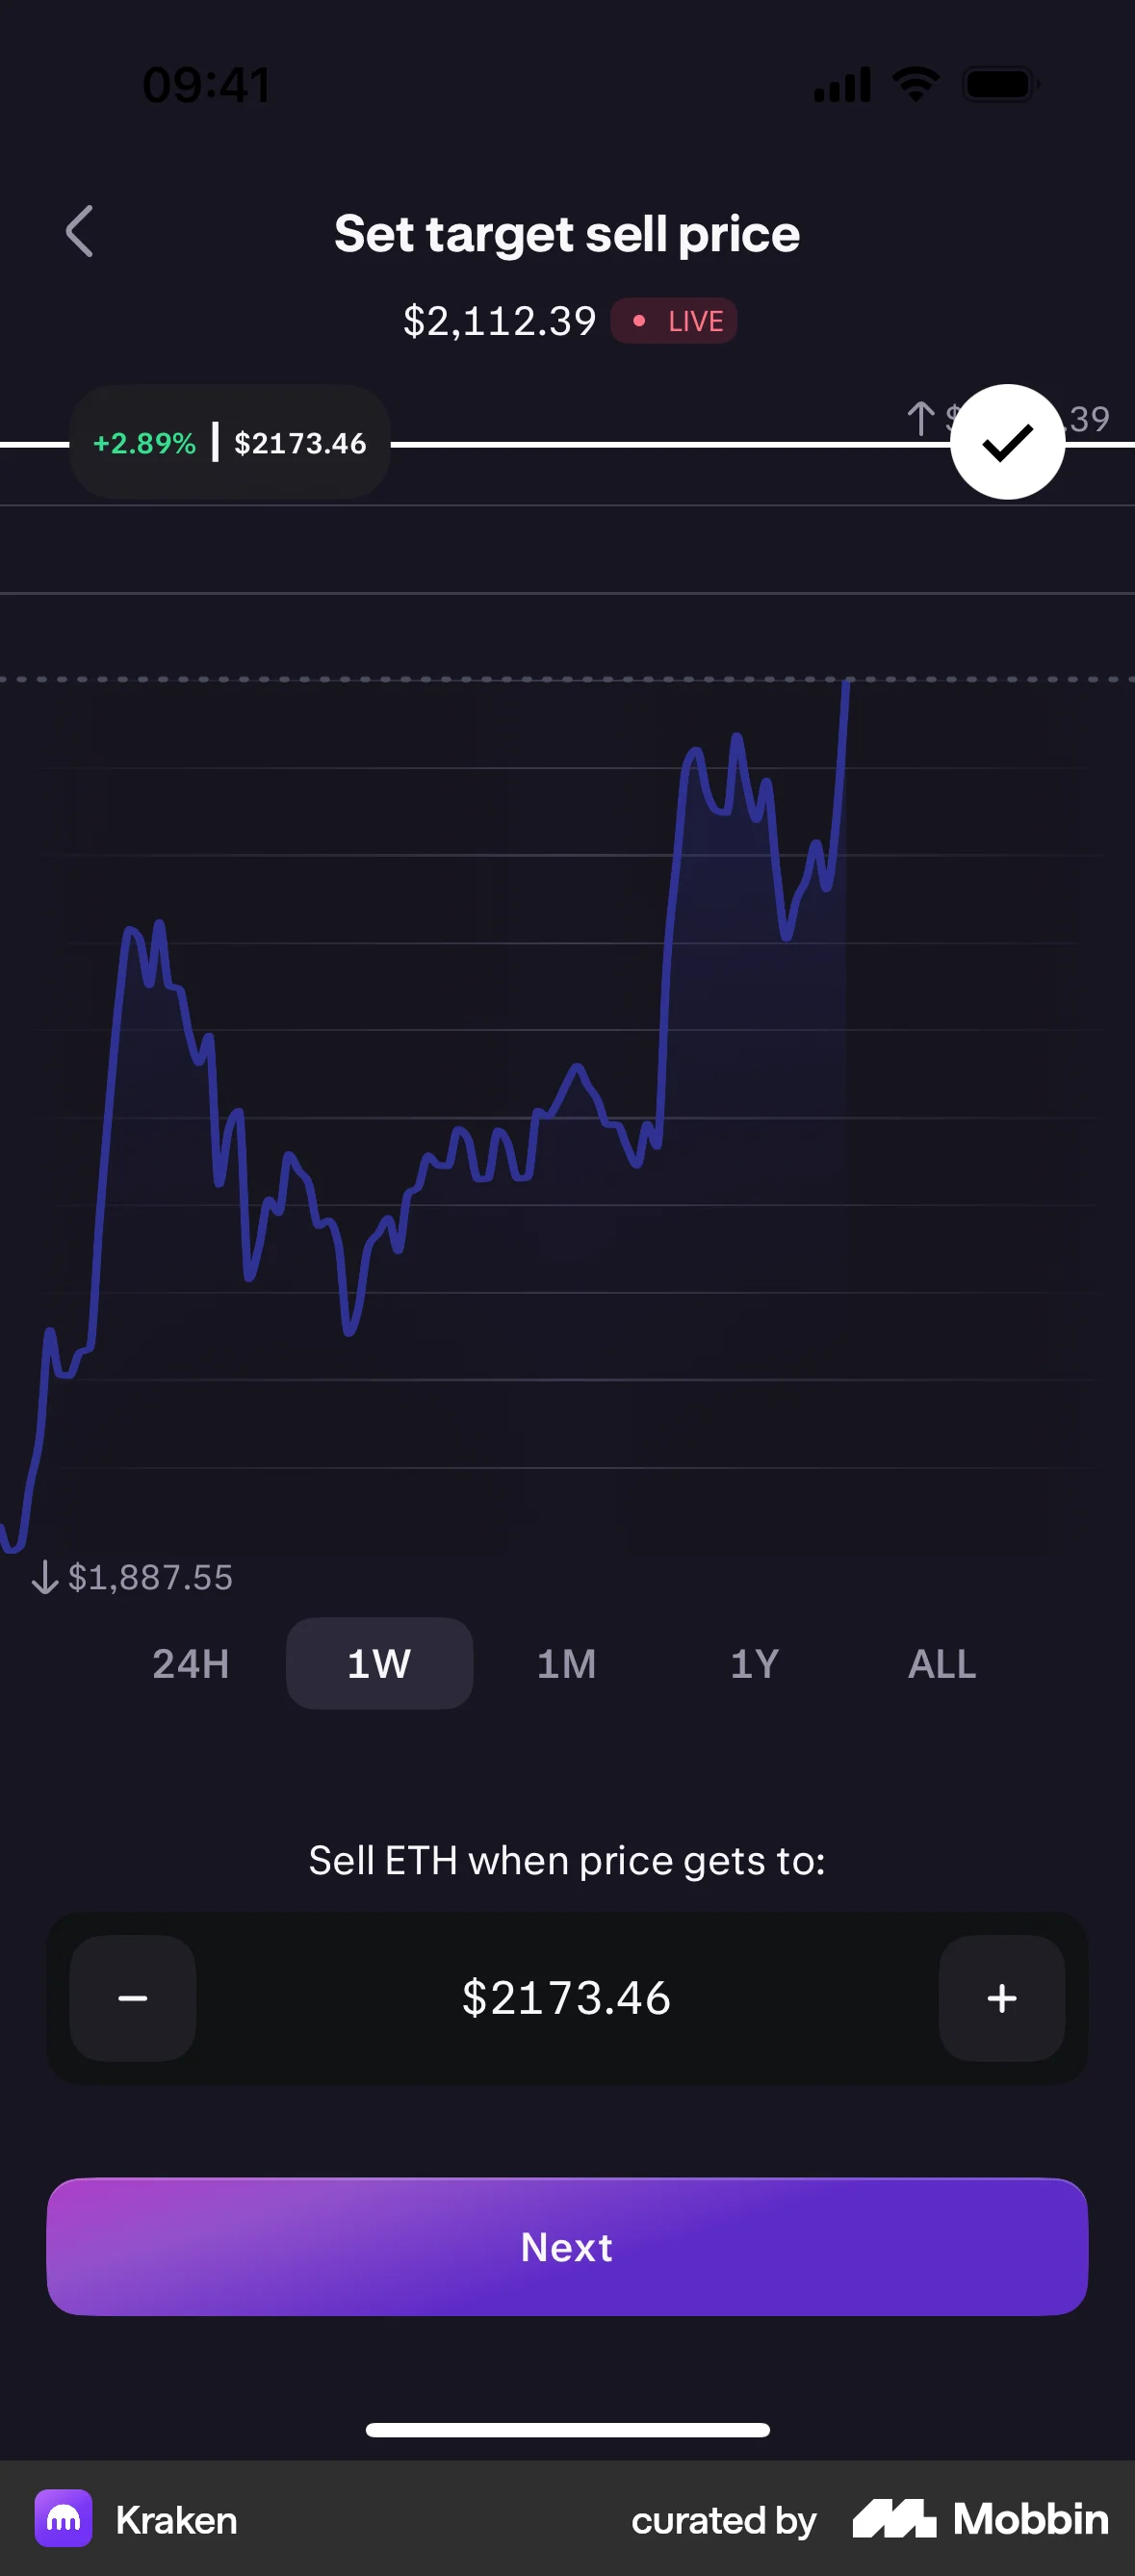 09:41
Set target sell price
$2,112.39 • LIVE
↑ $ .39
+2.89% | $2173.46
↓ $1,887.55
24H 1W 1M 1Y ALL
Sell ETH when price gets to:
− $2173.46 +
Next
Kraken curated by Mobbin